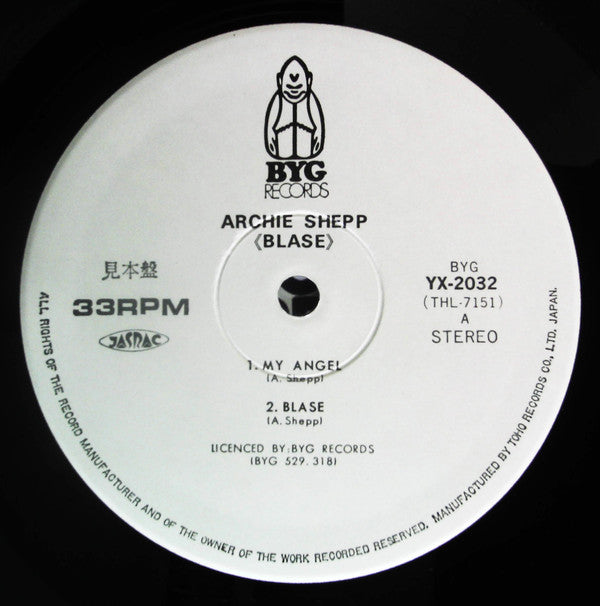 BYG
RECORDS
ARCHIE SHEPP
《BLASE》
見本盤
33RPM
JASRAC
BYG
YX-2032
(THL-7151)
A
STEREO
1. MY ANGEL
(A. Shepp)
2. BLASE
(A. Shepp)
LICENCED BY: BYG RECORDS
(BYG 529. 318)
ALL RIGHTS OF THE RECORD MANUFACTURER AND OF THE OWNER OF THE WORK RECORDED RESERVED. MANUFACTURED BY TOHO RECORDS CO., LTD. JAPAN.